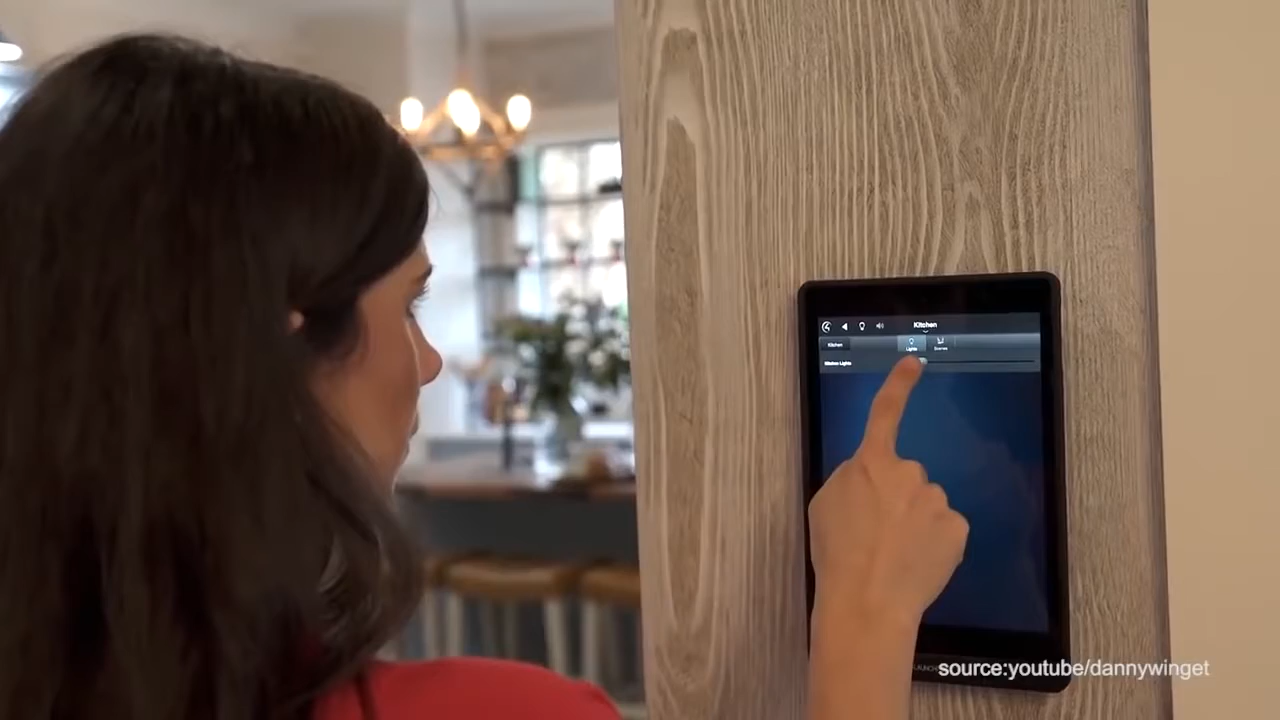 Kitchen
Kitchen
Lights
Scenes
Kitchen Lights
source:youtube/dannywinget